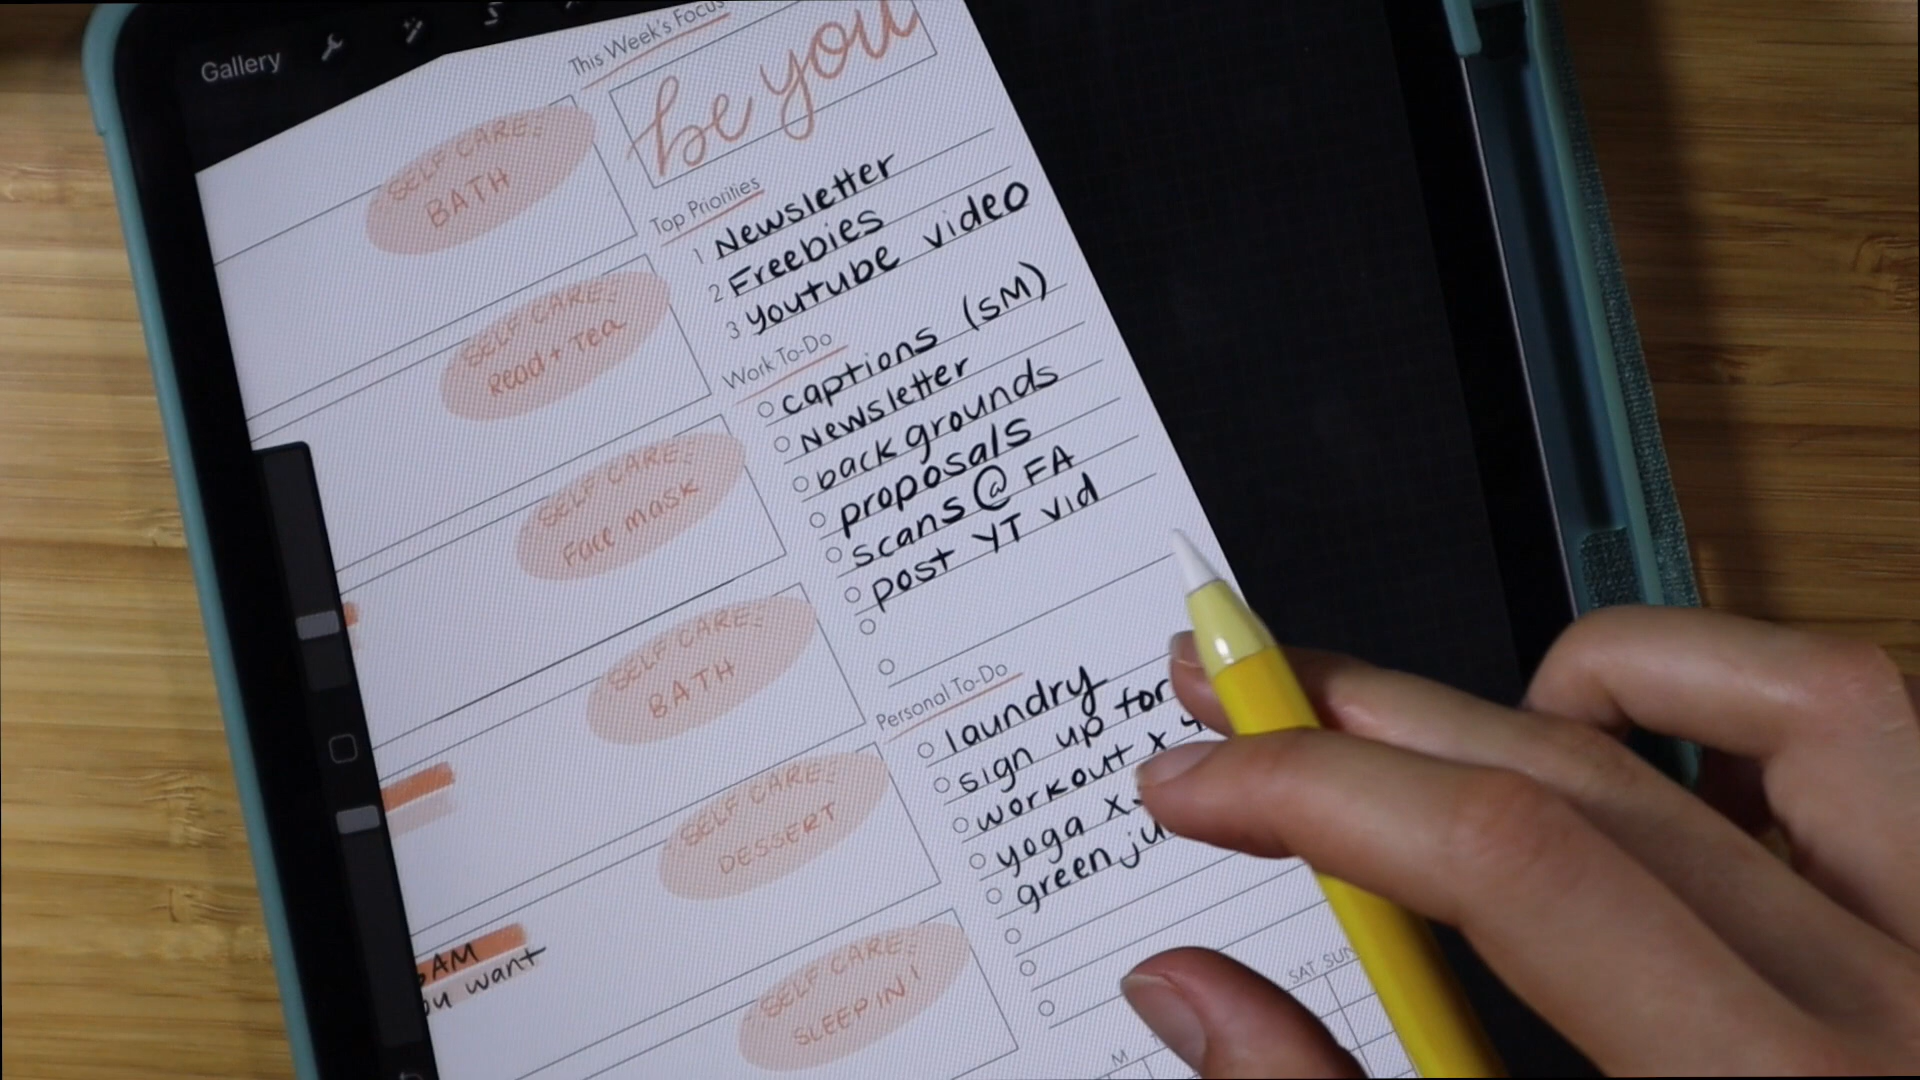 Gallery
This Week's Focus
be you
Top Priorities
1 Newsletter
2 Freebies
3 youtube video
Work To-Do
captions (SM)
Newsletter
backgrounds
proposals
scans @ FA
post YT vid
Personal To-Do
laundry
sign up for
workout x 4
yoga x
green
SAT SUN
M
SELF CARE:
BATH
SELF CARE:
Read + Tea
SELF CARE:
Face mask
SELF CARE:
BATH
SELF CARE:
DESSERT
SELF CARE:
SLEEP IN!
AM
want